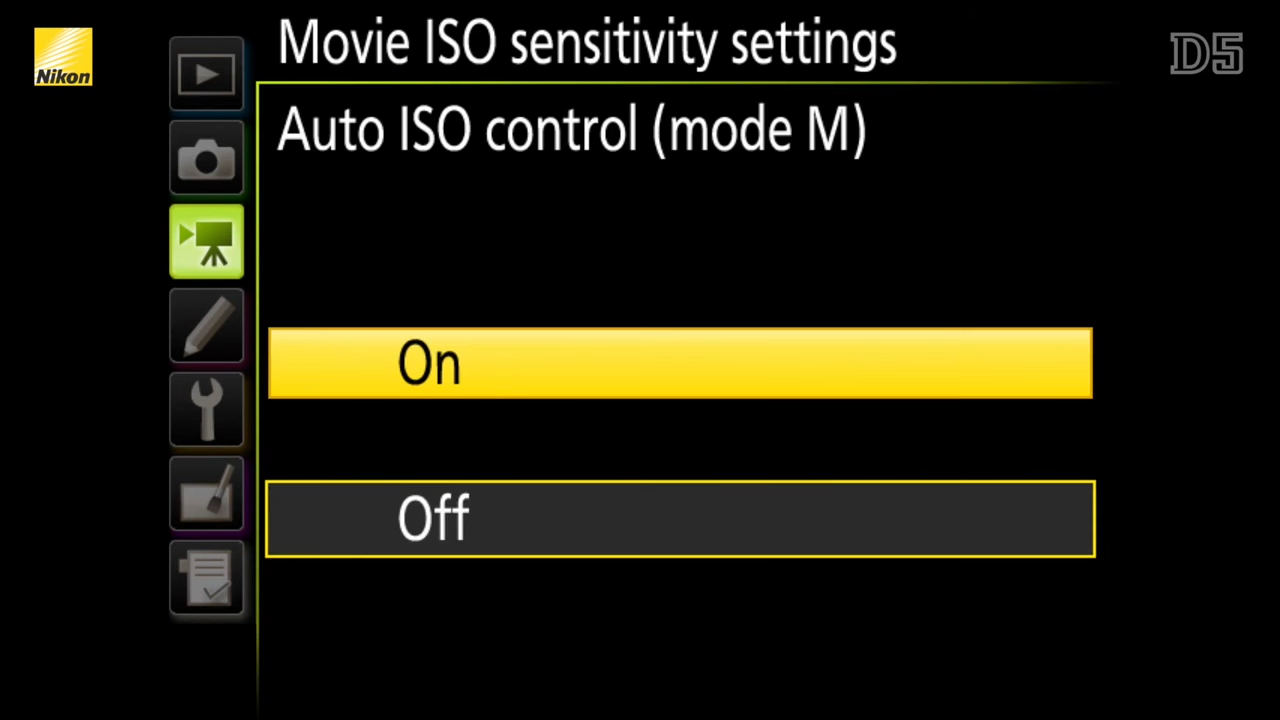 Movie ISO sensitivity settings
Nikon
D5
Auto ISO control (mode M)
On
Off